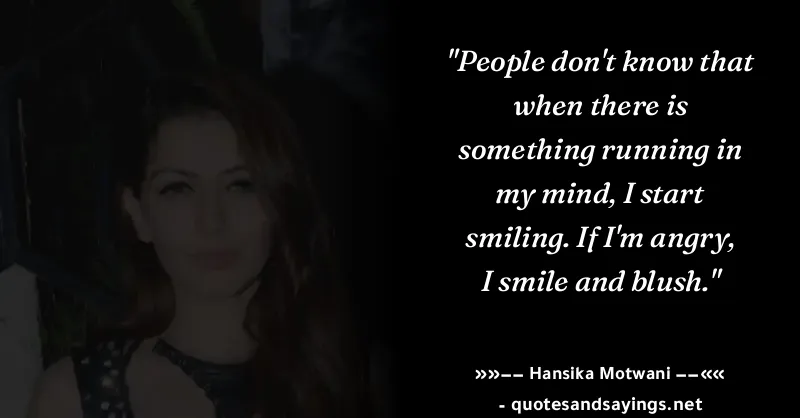 "People don't know that
when there is
something running in
my mind, I start
smiling. If I'm angry,
I smile and blush."
»»−− Hansika Motwani −−««
- quotesandsayings.net